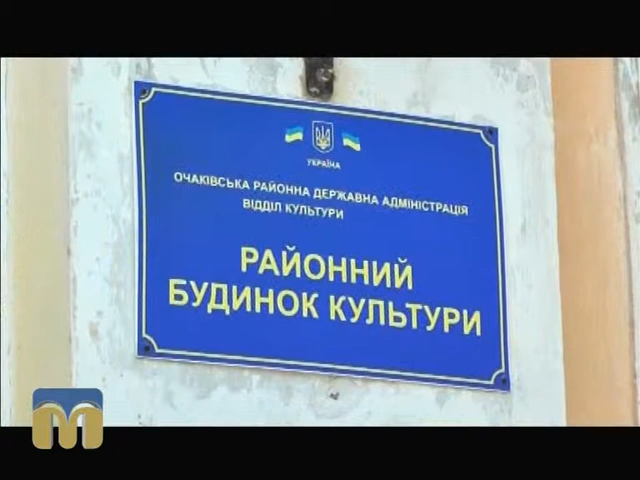 УКРАЇНА
ОЧАКІВСЬКА РАЙОННА ДЕРЖАВНА АДМІНІСТРАЦІЯ
ВІДДІЛ КУЛЬТУРИ
РАЙОННИЙ
БУДИНОК КУЛЬТУРИ
M